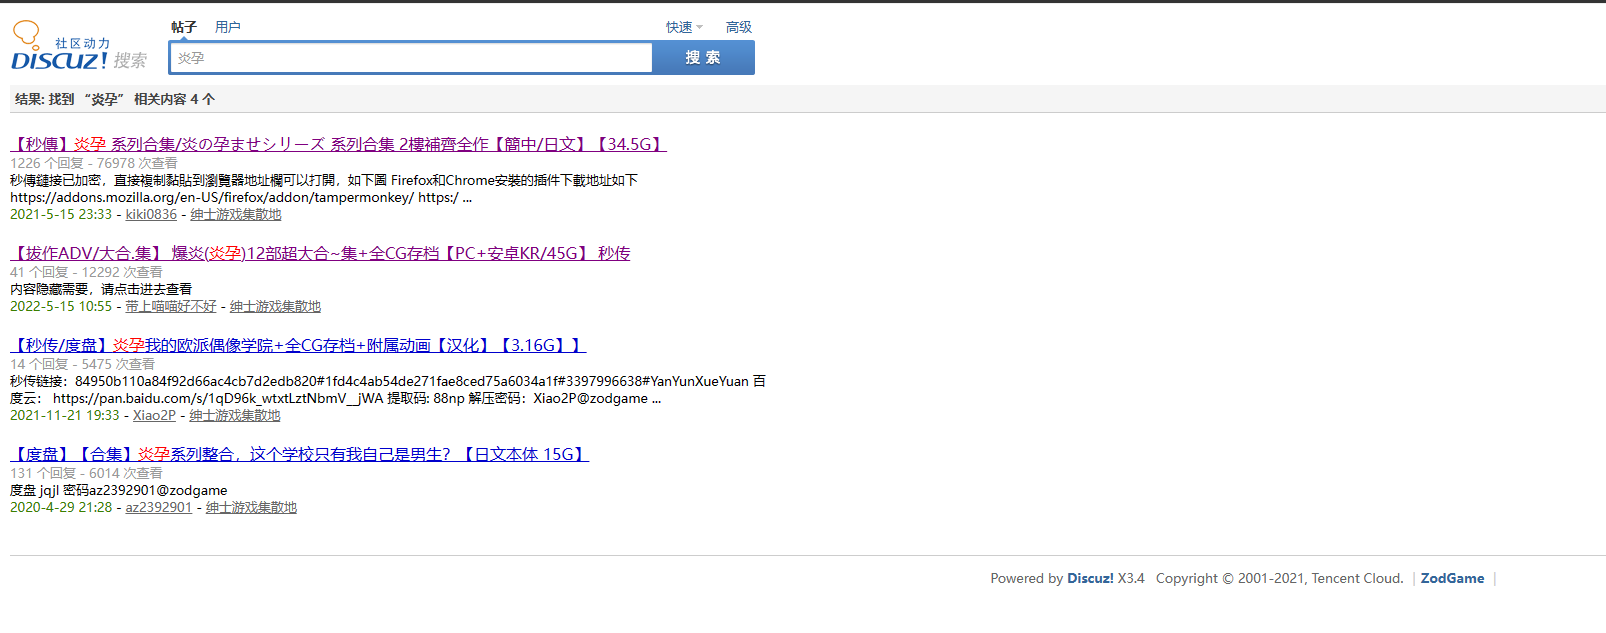 帖子 用户 快速 高级
社区动力
DISCUZ! 搜索
炎孕 搜 索
结果: 找到 “炎孕” 相关内容 4 个
【秒傳】炎孕 系列合集/炎の孕ませシリーズ 系列合集 2樓補齊全作【簡中/日文】【34.5G】
1226 个回复 - 76978 次查看
秒傳鏈接已加密，直接複制黏貼到瀏覽器地址欄可以打開，如下圖 Firefox和Chrome安裝的插件下載地址如下
https://addons.mozilla.org/en-US/firefox/addon/tampermonkey/ https:/ ...
2021-5-15 23:33 - kiki0836 - 绅士游戏集散地
【拔作ADV/大合.集】 爆炎(炎孕)12部超大合~集+全CG存档【PC+安卓KR/45G】 秒传
41 个回复 - 12292 次查看
内容隐藏需要，请点击进去查看
2022-5-15 10:55 - 带上喵喵好不好 - 绅士游戏集散地
【秒传/度盘】炎孕我的欧派偶像学院+全CG存档+附属动画【汉化】【3.16G】】
14 个回复 - 5475 次查看
秒传链接：84950b110a84f92d66ac4cb7d2edb820#1fd4c4ab54de271fae8ced75a6034a1f#3397996638#YanYunXueYuan 百
度云： https://pan.baidu.com/s/1qD96k_wtxtLztNbmV__jWA 提取码: 88np 解压密码：Xiao2P@zodgame ...
2021-11-21 19:33 - Xiao2P - 绅士游戏集散地
【度盘】【合集】炎孕系列整合，这个学校只有我自己是男生？【日文本体 15G】
131 个回复 - 6014 次查看
度盘 jqjl 密码az2392901@zodgame
2020-4-29 21:28 - az2392901 - 绅士游戏集散地
Powered by Discuz! X3.4 Copyright © 2001-2021, Tencent Cloud. | ZodGame |